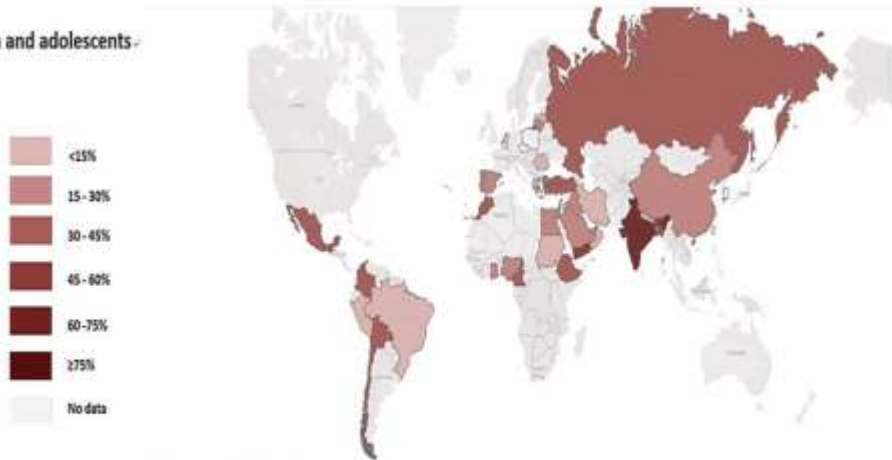 and adolescents
<15%
15 - 30%
30 - 45%
45 - 60%
60 -75%
≥75%
No data